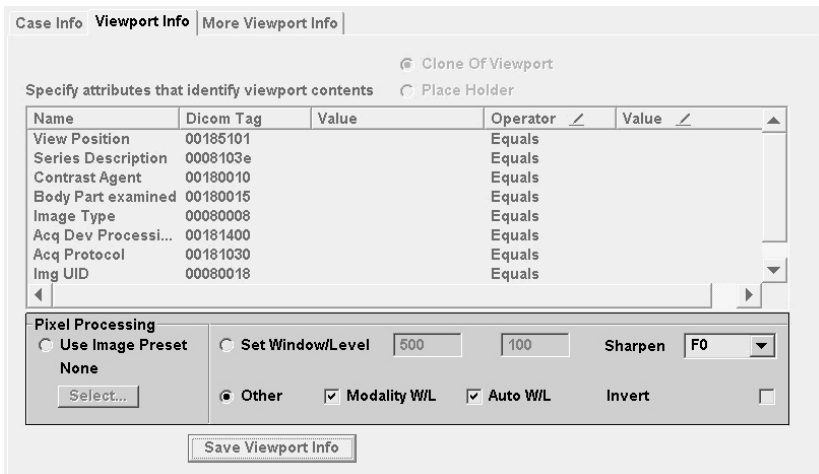 Case Info Viewport Info More Viewport Info
Clone Of Viewport
Specify attributes that identify viewport contents Place Holder
Name Dicom Tag Value Operator Value
View Position 00185101 Equals
Series Description 0008103e Equals
Contrast Agent 00180010 Equals
Body Part examined 00180015 Equals
Image Type 00080008 Equals
Acq Dev Processi... 00181400 Equals
Acq Protocol 00181030 Equals
Img UID 00080018 Equals
Pixel Processing
Use Image Preset Set Window/Level 500 100 Sharpen F0
None
Select... Other Modality W/L Auto W/L Invert
Save Viewport Info